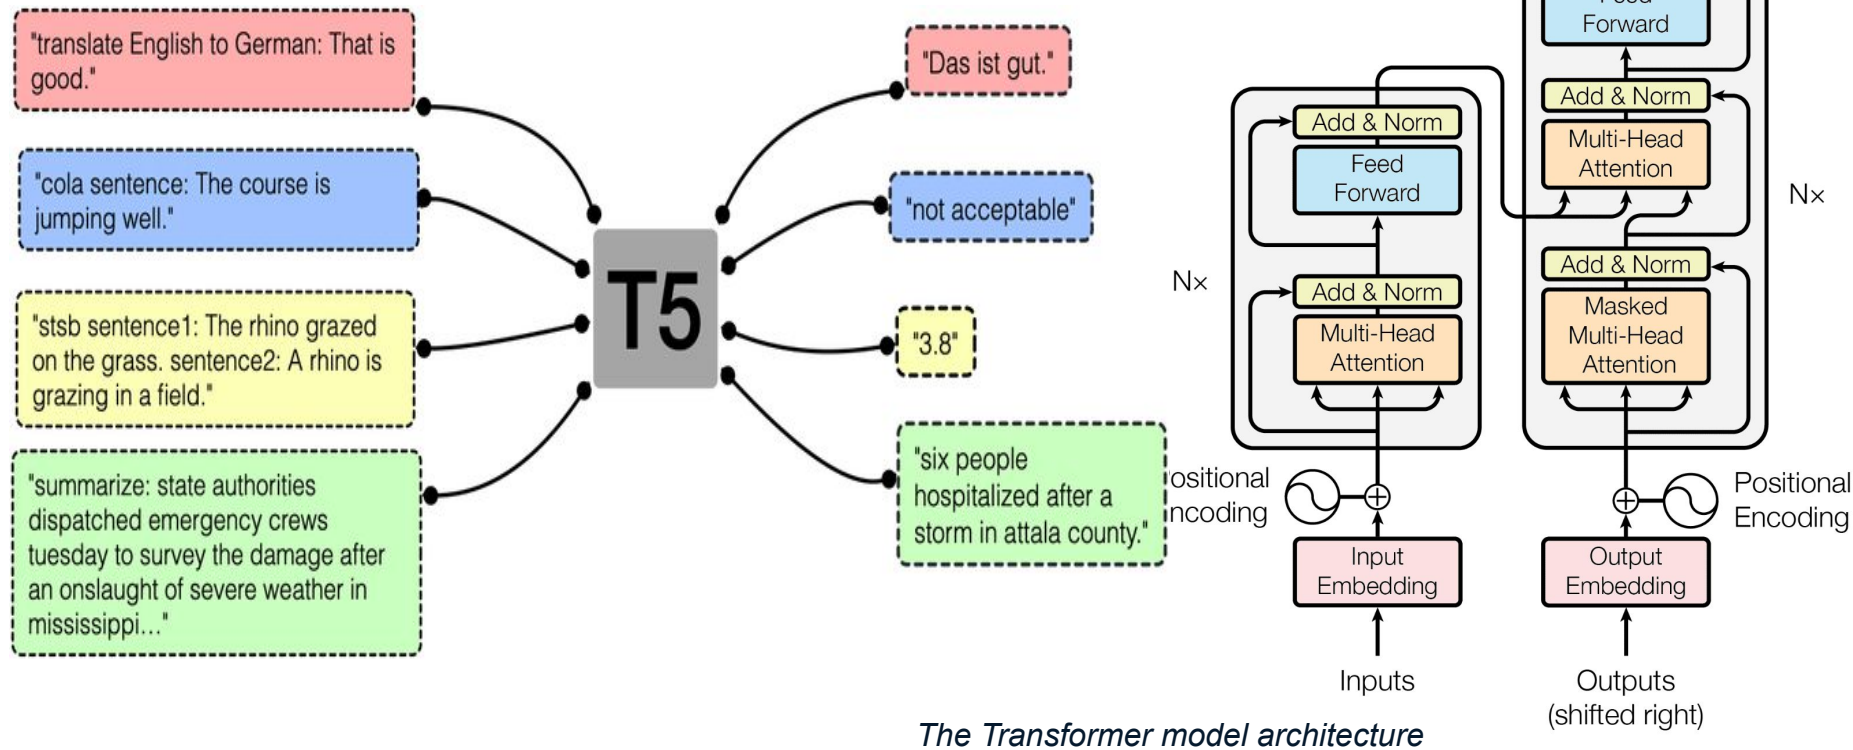 "translate English to German: That is
good."
"cola sentence: The course is
jumping well."
"stsb sentence1: The rhino grazed
on the grass. sentence2: A rhino is
grazing in a field."
"summarize: state authorities
dispatched emergency crews
tuesday to survey the damage after
an onslaught of severe weather in
mississippi..."
T5
"Das ist gut."
"not acceptable"
"3.8"
"six people
hospitalized after a
storm in attala county."
Nx
Add & Norm
Feed
Forward
Add & Norm
Multi-Head
Attention
ositional
ncoding
Input
Embedding
Inputs
Feed
Forward
Add & Norm
Multi-Head
Attention
Nx
Add & Norm
Masked
Multi-Head
Attention
Positional
Encoding
Output
Embedding
Outputs
(shifted right)
The Transformer model architecture